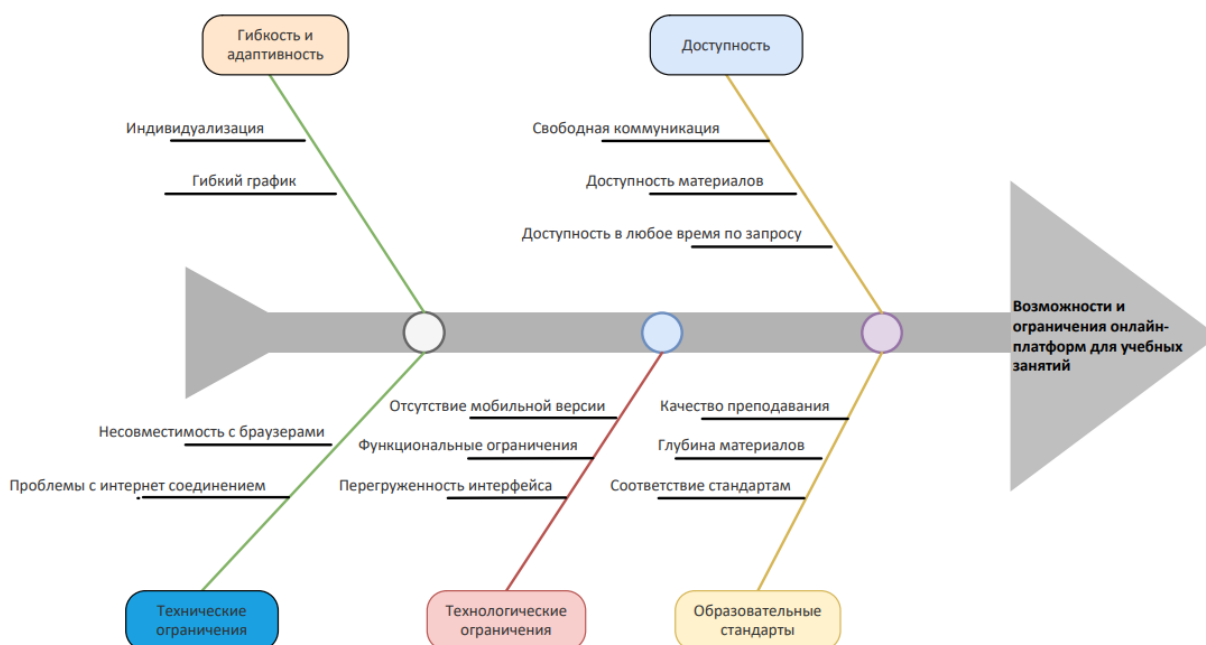 Гибкость и
адаптивность
Доступность
Индивидуализация
Гибкий график
Свободная коммуникация
Доступность материалов
Доступность в любое время по запросу
Возможности и
ограничения онлайн-
платформ для учебных
занятий
Несовместимость с браузерами
Проблемы с интернет соединением
Отсутствие мобильной версии
Функциональные ограничения
Перегруженность интерфейса
Качество преподавания
Глубина материалов
Соответствие стандартам
Технические
ограничения
Технологические
ограничения
Образовательные
стандарты